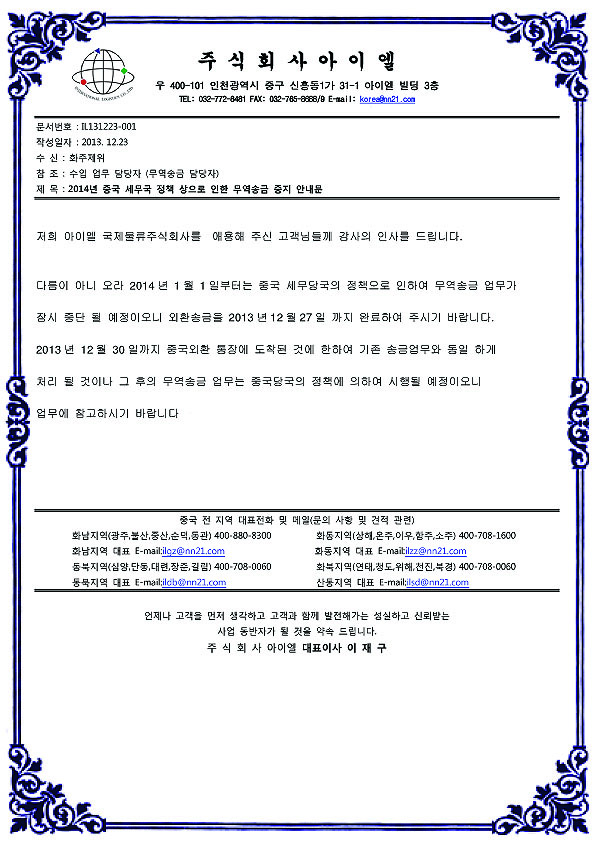 주식회사아이엘
INTERNATIONAL LOGISTICS CO.,LTD
우 400-101 인천광역시 중구 신흥동1가 31-1 아이엘 빌딩 3층
TEL: 032-772-8481 FAX: 032-765-8688/9 E-mail: korea@nn21.com
문서번호 : IL131223-001
작성일자 : 2013. 12.23
수 신 : 화주제위
참 조 : 수입 업무 담당자 (무역송금 담당자)
제 목 : 2014년 중국 세무국 정책 상으로 인한 무역송금 중지 안내문
저희 아이엘 국제물류주식회사를 애용해 주신 고객님들께 감사의 인사를 드립니다.
다름이 아니 오라 2014 년 1 월 1 일부터는 중국 세무당국의 정책으로 인하여 무역송금 업무가
잠시 중단 될 예정이오니 외환송금을 2013 년 12 월 27 일 까지 완료하여 주시기 바랍니다.
2013 년 12 월 30 일까지 중국외환 통장에 도착된 것에 한하여 기존 송금업무와 동일 하게
처리 될 것이나 그 후의 무역송금 업무는 중국당국의 정책에 의하여 시행될 예정이오니
업무에 참고하시기 바랍니다
중국 전 지역 대표전화 및 메일(문의 사항 및 견적 관련)
화남지역(광주,불산,중산,순덕,동관) 400-880-8300 화동지역(상해,온주,이우,항주,소주) 400-708-1600
화남지역 대표 E-mail;ilgz@nn21.com 화동지역 대표 E-mail;ilzz@nn21.com
동북지역(심양,단동,대련,장춘,길림) 400-708-0060 화북지역(연태,청도,위해,천진,북경) 400-708-0060
동북지역 대표 E-mail;ildb@nn21.com 산동지역 대표 E-mail;ilsd@nn21.com
언제나 고객을 먼저 생각하고 고객과 함께 발전해가는 성실하고 신뢰받는
사업 동반자가 될 것을 약속 드립니다.
주 식 회 사 아이엘 대표이사 이 재 구